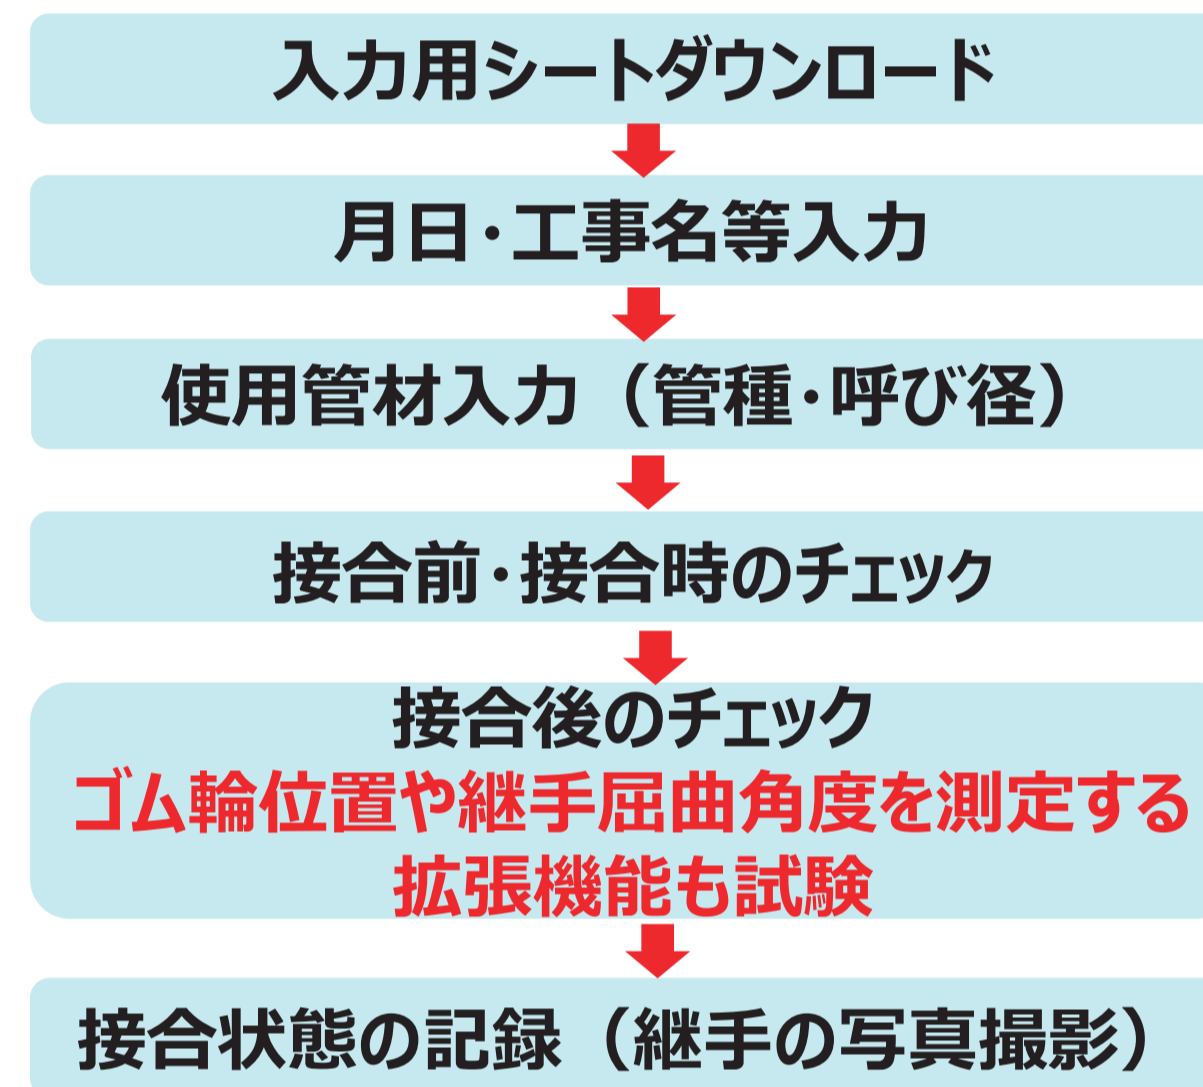 入力用シートダウンロード
月日・工事名等入力
使用管材入力（管種・呼び径）
接合前・接合時のチェック
接合後のチェック
ゴム輪位置や継手屈曲角度を測定する
拡張機能も試験
接合状態の記録（継手の写真撮影）